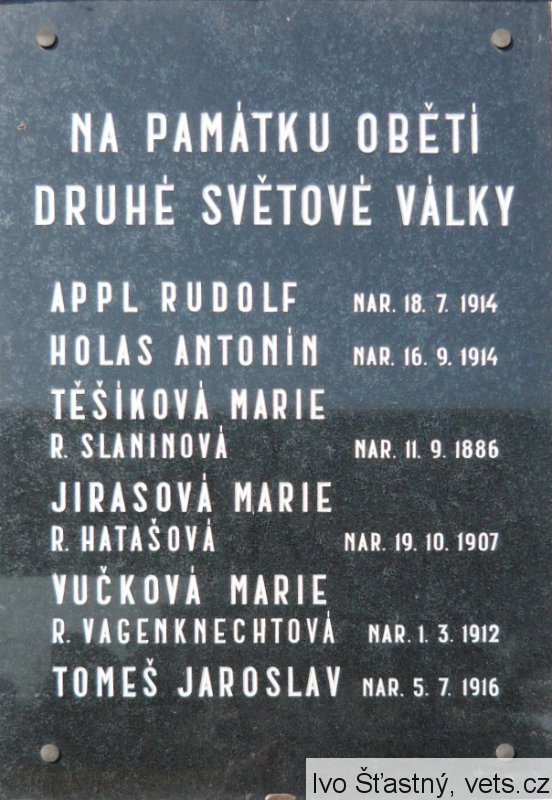 NA PAMÁTKU OBĚTÍ
DRUHÉ SVĚTOVÉ VÁLKY
APPL RUDOLF NAR. 18. 7. 1914
HOLAS ANTONÍN NAR. 16. 9. 1914
TĚŠÍKOVÁ MARIE
R. SLANINOVÁ NAR. 11. 9. 1886
JIRASOVÁ MARIE
R. HATAŠOVÁ NAR. 19. 10. 1907
VUČKOVÁ MARIE
R. VAGENKNECHTOVÁ NAR. 1. 3. 1912
TOMEŠ JAROSLAV NAR. 5. 7. 1916
Ivo Šťastný, vets.cz